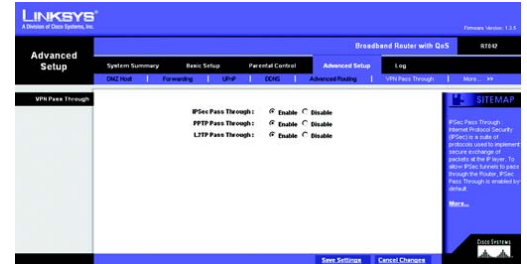 LINKSYS®
A Division of Cisco Systems, Inc.
Firmware Version: 1.2.5
Broadband Router with QoS
RT042
Advanced Setup
System Summary
Basic Setup
Parental Control
Advanced Setup
Log
DMZ Host
Forwarding
UPnP
DDNS
Advanced Routing
VPN Pass Through
More... >>
VPN Pass Through
IPSec Pass Through: Enable Disable
PPTP Pass Through: Enable Disable
L2TP Pass Through: Enable Disable
SITEMAP
IPSec Pass Through:
Internet Protocol Security
(IPSec) is a suite of
protocols used to implement
secure exchange of
packets at the IP layer. To
allow IPSec tunnels to pass
through the Router, IPSec
Pass Through is enabled by
default.
More...
Save Settings
Cancel Changes
CISCO SYSTEMS